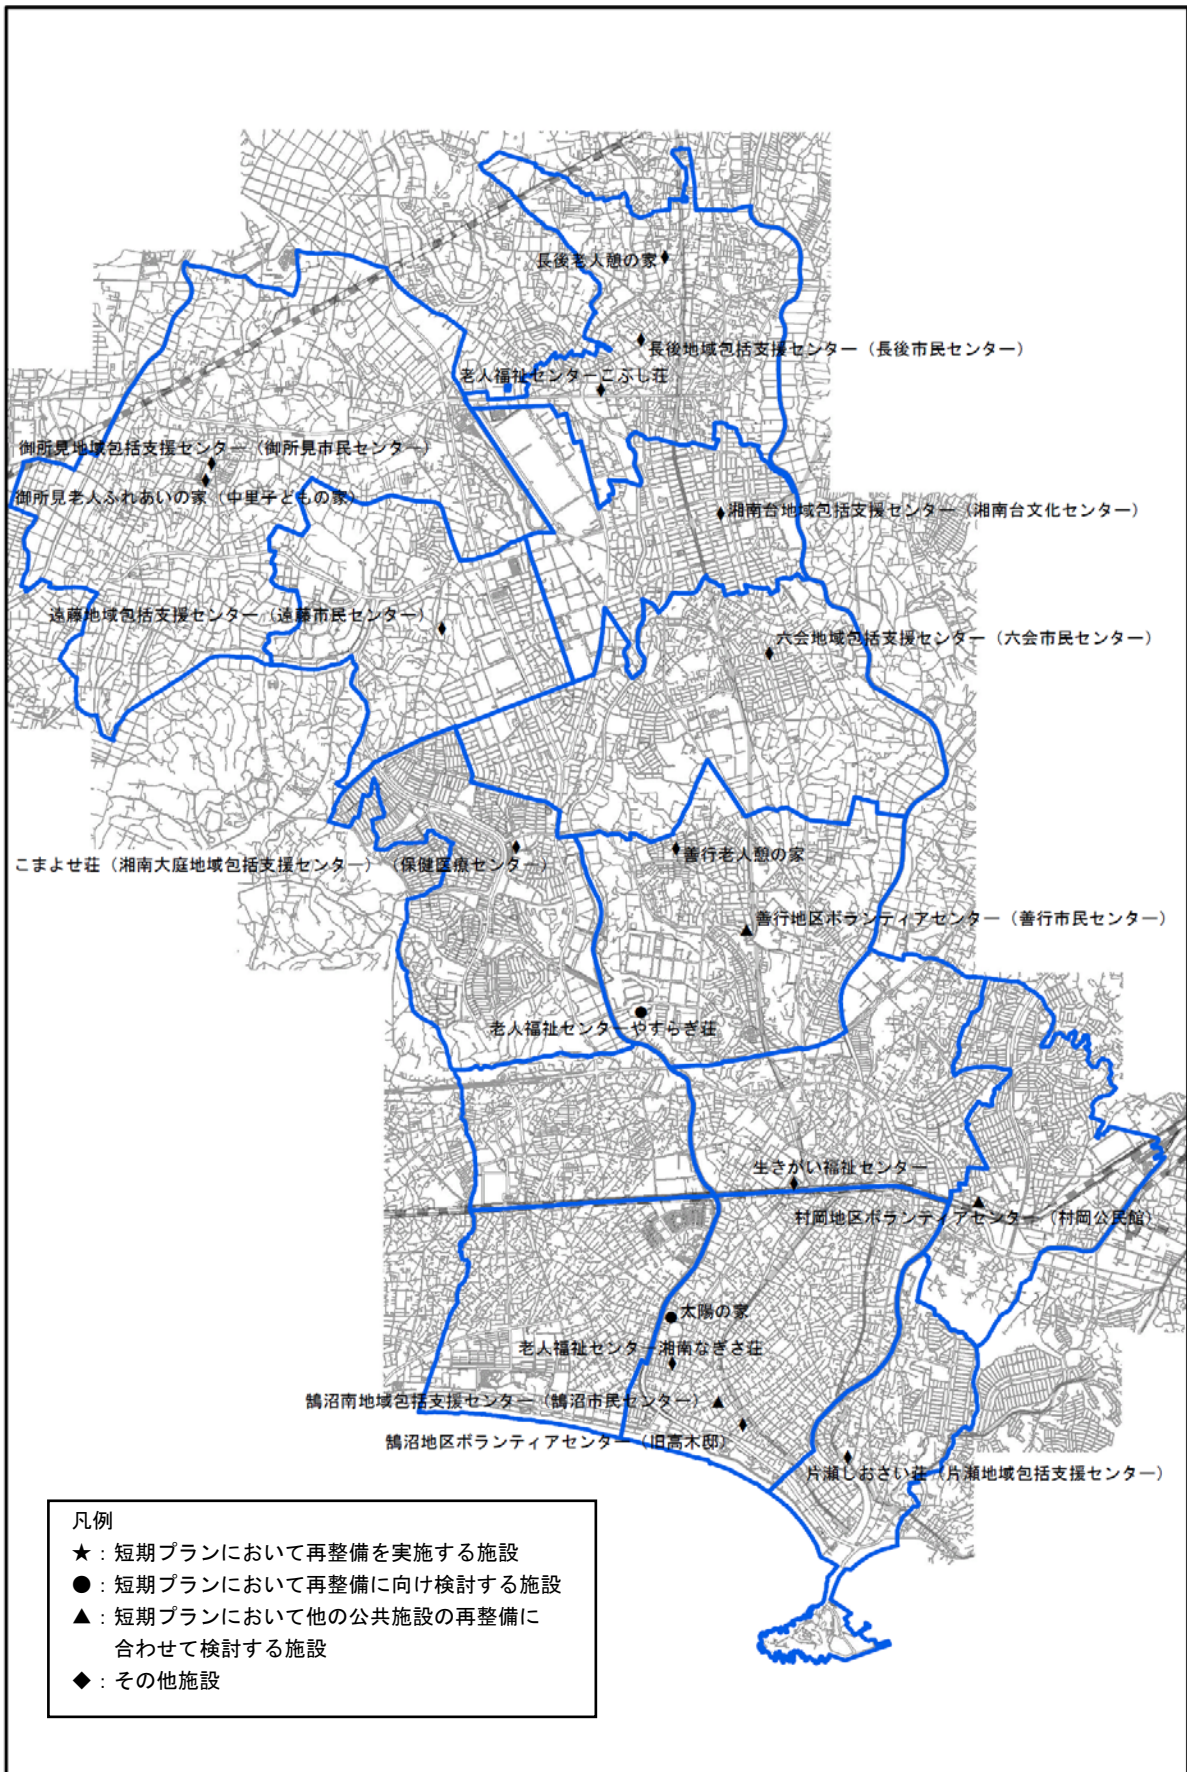 長後老人憩の家
長後地域包括支援センター（長後市民センター）
老人福祉センターこぶし荘
御所見地域包括支援センター（御所見市民センター）
御所見老人ふれあいの家（中里子どもの家）
湘南台地域包括支援センター（湘南台文化センター）
遠藤地域包括支援センター（遠藤市民センター）
六会地域包括支援センター（六会市民センター）
こまよせ荘（湘南大庭地域包括支援センター）（保健医療センター）
善行老人憩の家
善行地区ボランティアセンター（善行市民センター）
老人福祉センターやすらぎ荘
生きがい福祉センター
村岡地区ボランティアセンター（村岡公民館）
太陽の家
老人福祉センター湘南なぎさ荘
鵠沼南地域包括支援センター（鵠沼市民センター）
鵠沼地区ボランティアセンター（旧高木邸）
片瀬しおさい荘（片瀬地域包括支援センター）
凡例
★：短期プランにおいて再整備を実施する施設
●：短期プランにおいて再整備に向け検討する施設
▲：短期プランにおいて他の公共施設の再整備に
合わせて検討する施設
◆：その他施設